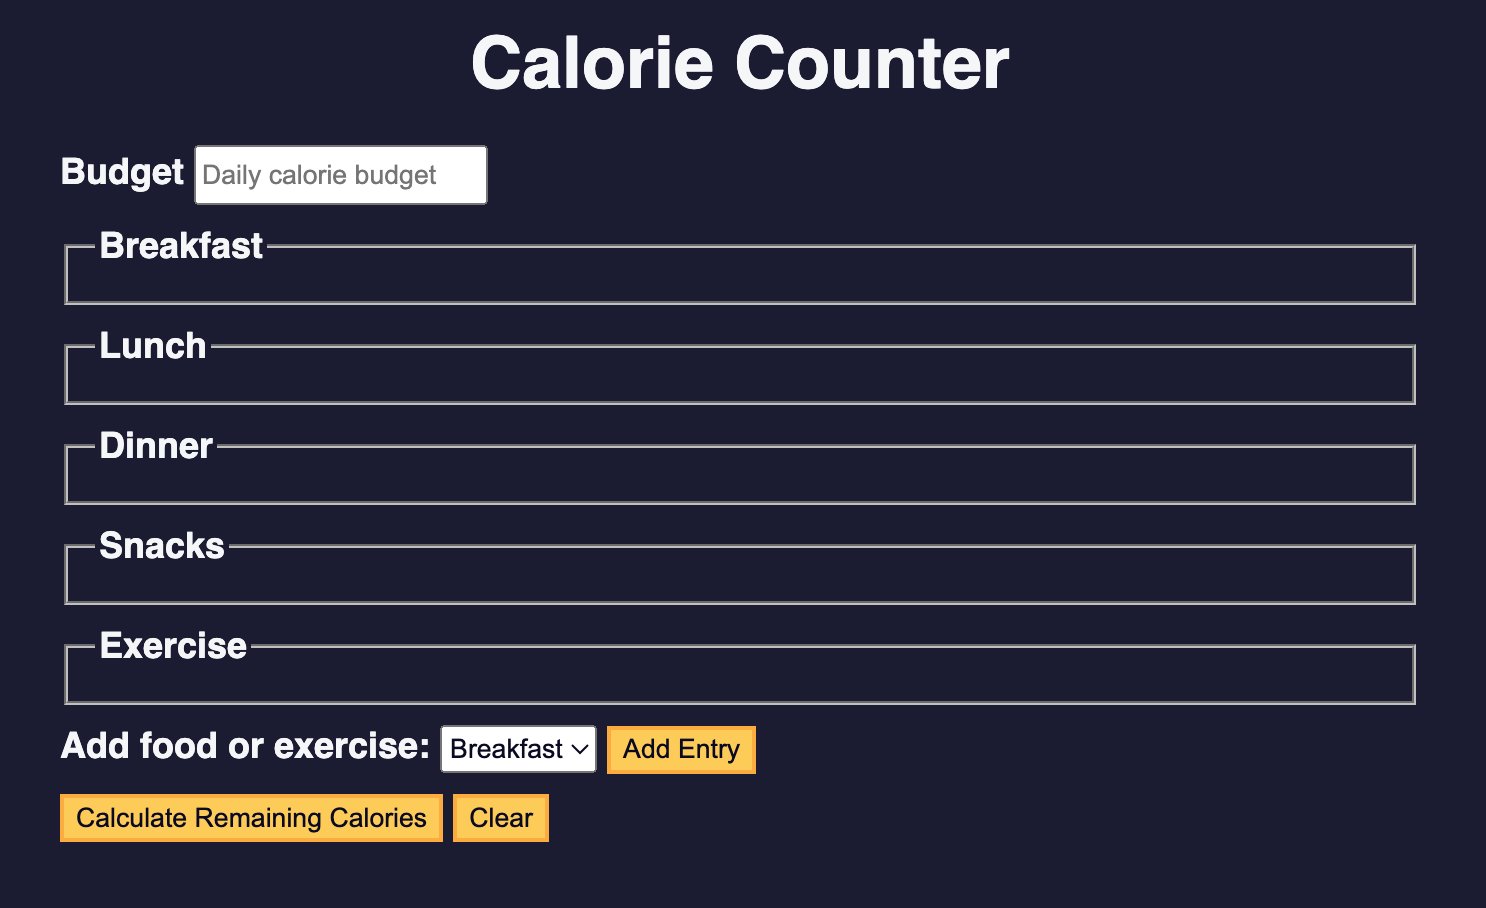 Calorie Counter
Budget Daily calorie budget
Breakfast
Lunch
Dinner
Snacks
Exercise
Add food or exercise: Breakfast Add Entry
Calculate Remaining Calories Clear